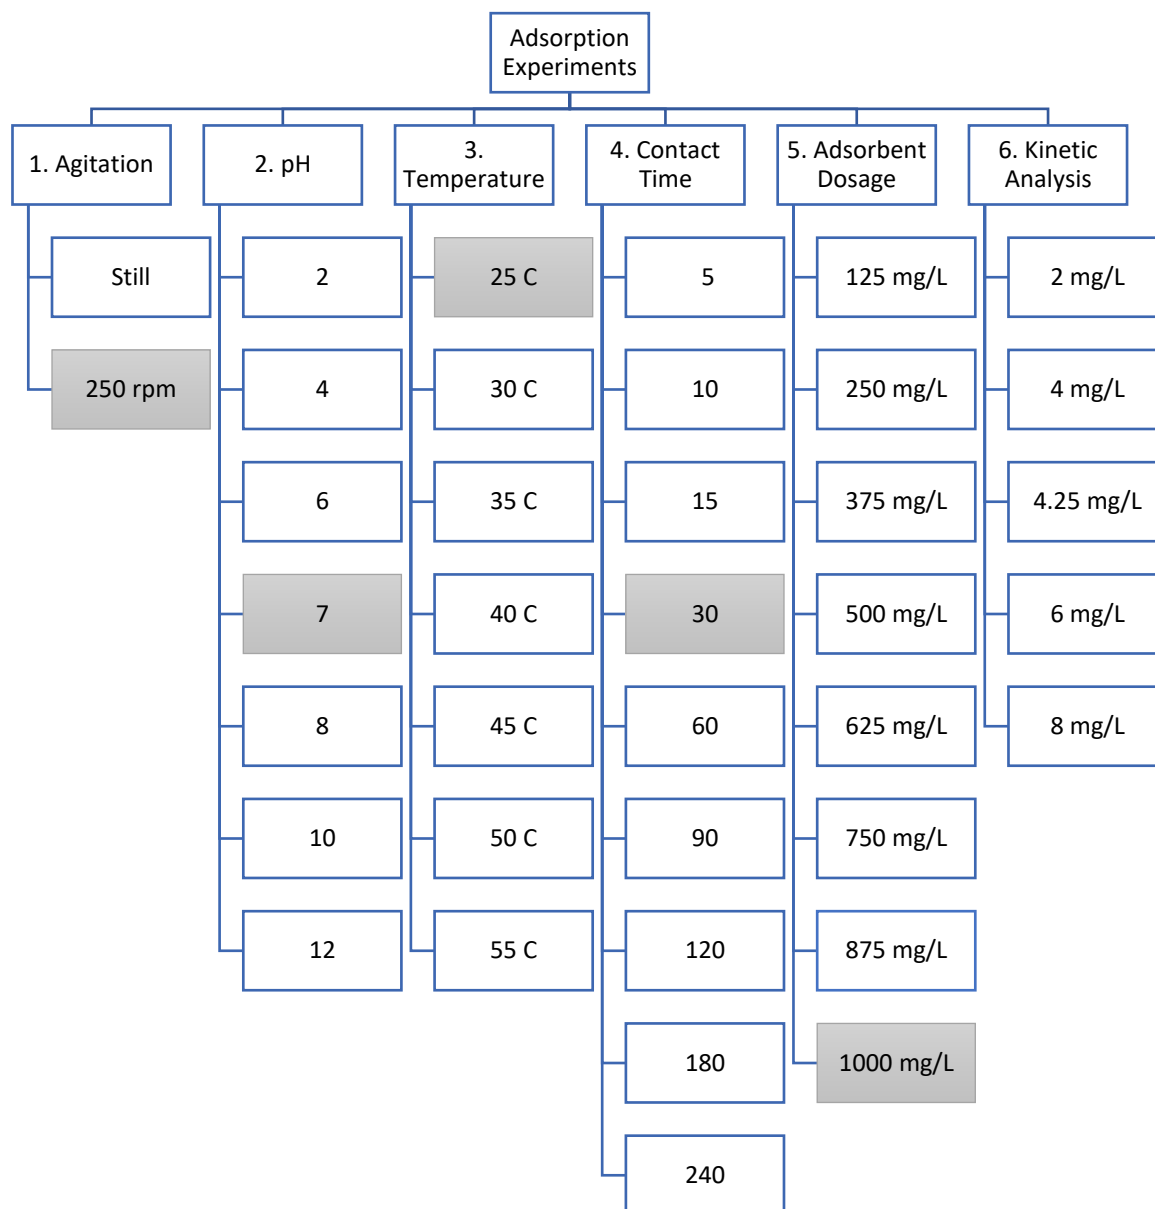 Adsorption
Experiments
1. Agitation
Still
250 rpm
2. pH
2
4
6
7
8
10
12
3.
Temperature
25 C
30 C
35 C
40 C
45 C
50 C
55 C
4. Contact
Time
5
10
15
30
60
90
120
180
240
5. Adsorbent
Dosage
125 mg/L
250 mg/L
375 mg/L
500 mg/L
625 mg/L
750 mg/L
875 mg/L
1000 mg/L
6. Kinetic
Analysis
2 mg/L
4 mg/L
4.25 mg/L
6 mg/L
8 mg/L